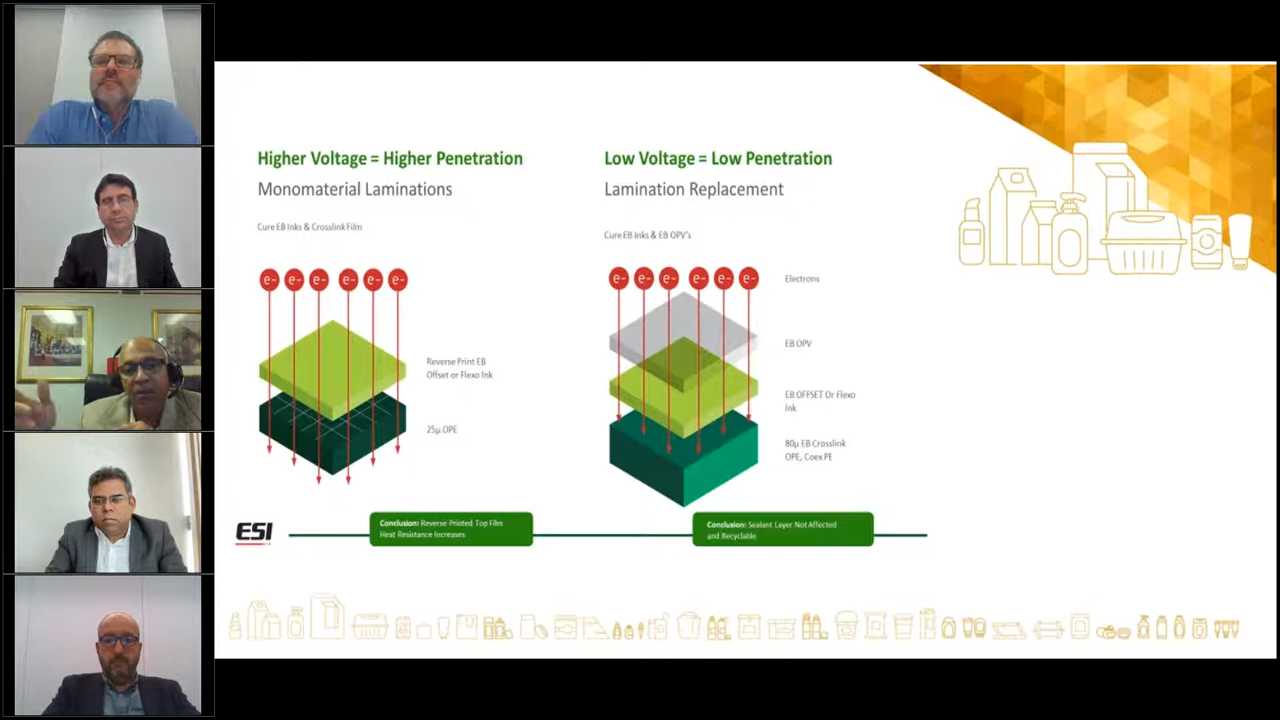 Higher Voltage = Higher Penetration
Monomaterial Laminations
Cure EB Inks & Crosslink Film
e- e- e- e- e- e-
Reverse Print EB
Offset or Flexo Ink
25µ OPE
Conclusion: Reverse Printed Top Film
Heat Resistance Increases
Low Voltage = Low Penetration
Lamination Replacement
Cure EB Inks & EB OPV's
e- e- e- e- e- e-
Electrons
EB OPV
EB OFFSET Or Flexo
Ink
80µ EB Crosslink
OPE, Coex PE
Conclusion: Sealant Layer Not Affected
and Recyclable
ESI